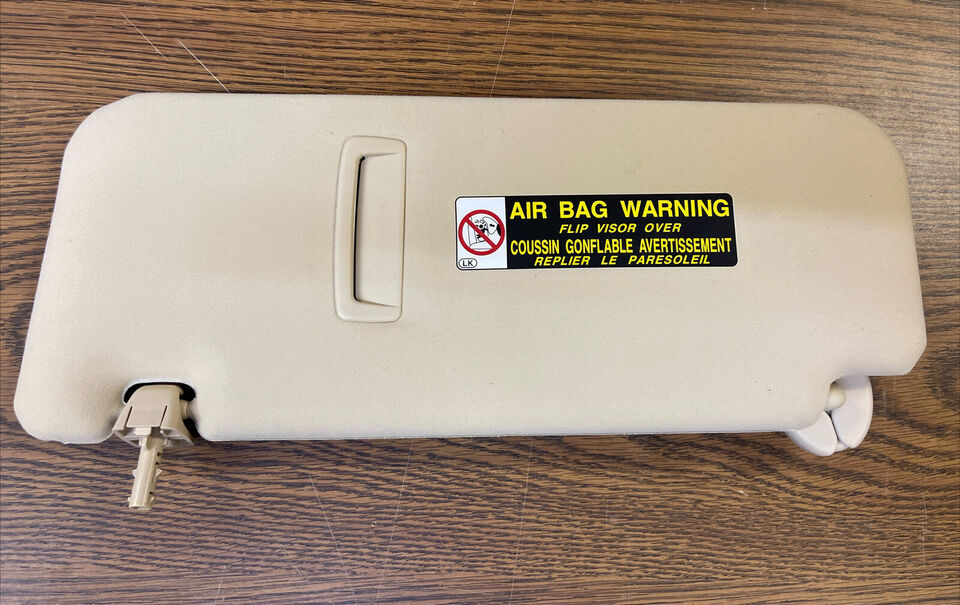 AIR BAG WARNING
FLIP VISOR OVER
COUSSIN GONFLABLE AVERTISSEMENT
REPLIER LE PARESOLEIL
LK